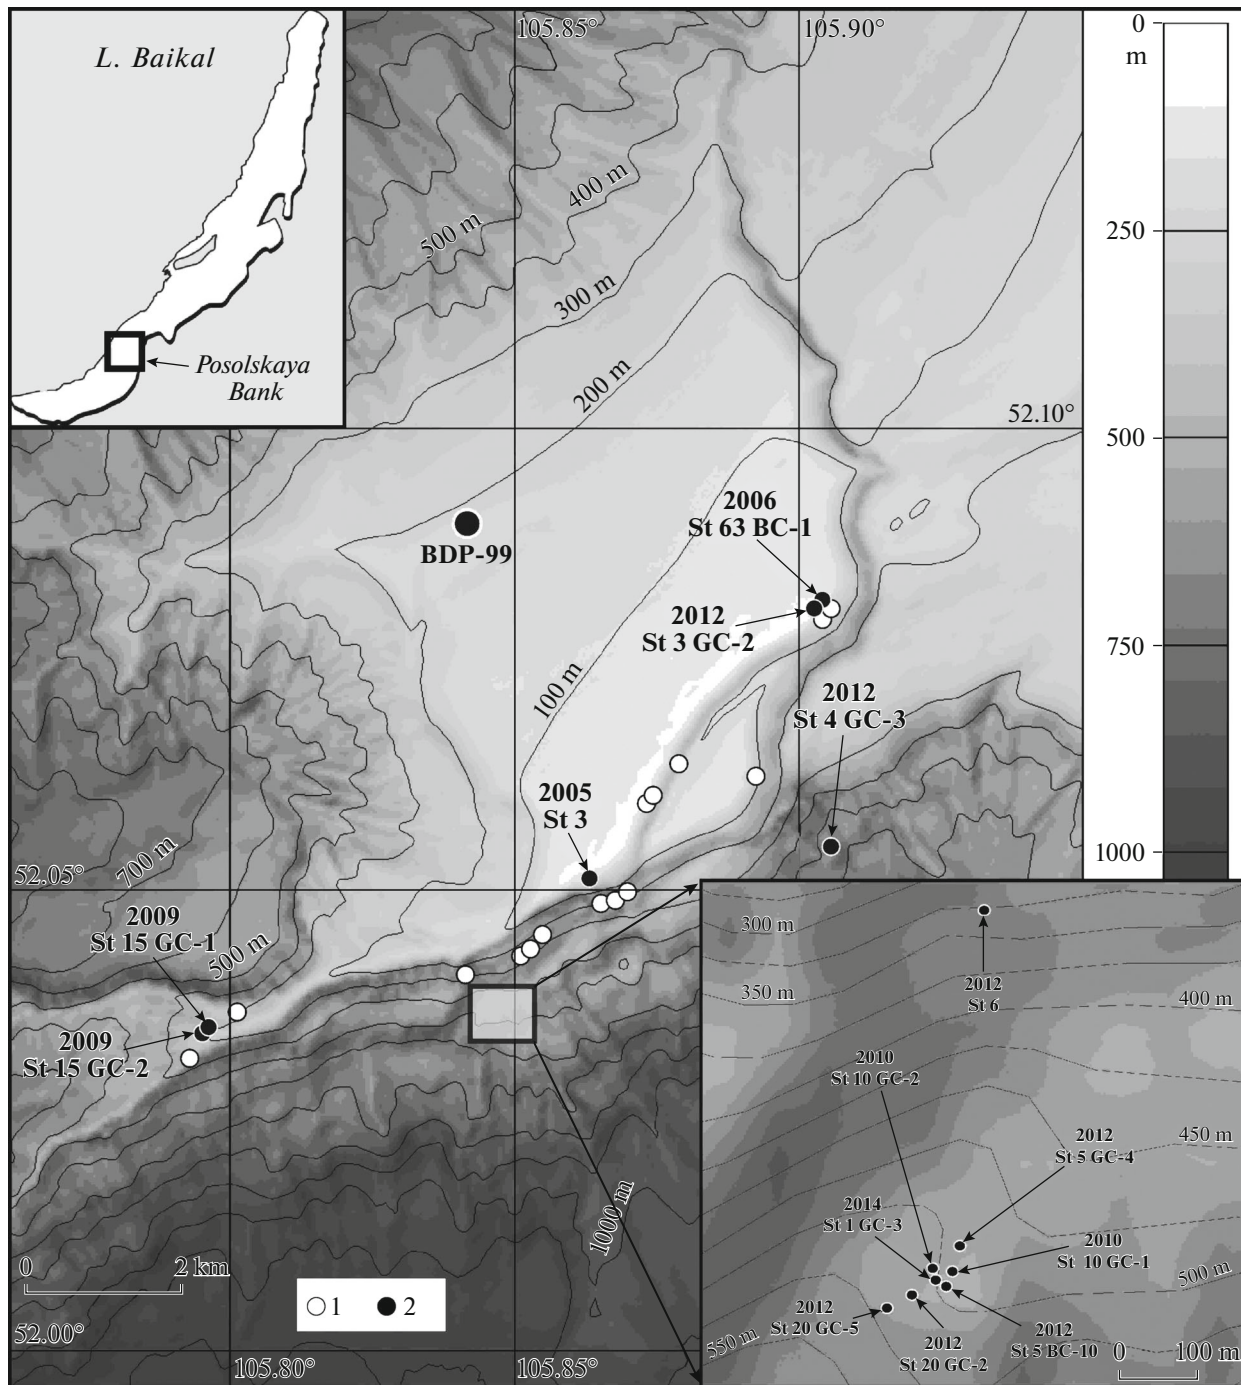 L. Baikal
Posolskaya
Bank
105.85°
105.90°
0
m
250
500
750
1000
400 m
500 m
300 m
200 m
52.10°
2006
St 63 BC-1
BDP-99
2012
St 3 GC-2
100 m
2012
St 4 GC-3
2005
St 3
700 m
52.05°
2009
St 15 GC-1
500 m
2009
St 15 GC-2
1000 m
0
2 km
1
2
52.00°
105.80°
105.85°
300 m
350 m
2012
St 6
400 m
2010
St 10 GC-2
450 m
2012
St 5 GC-4
2014
St 1 GC-3
2010
St 10 GC-1
500 m
2012
St 20 GC-5
2012
St 20 GC-2
2012
St 5 BC-10
550 m
0
100 m